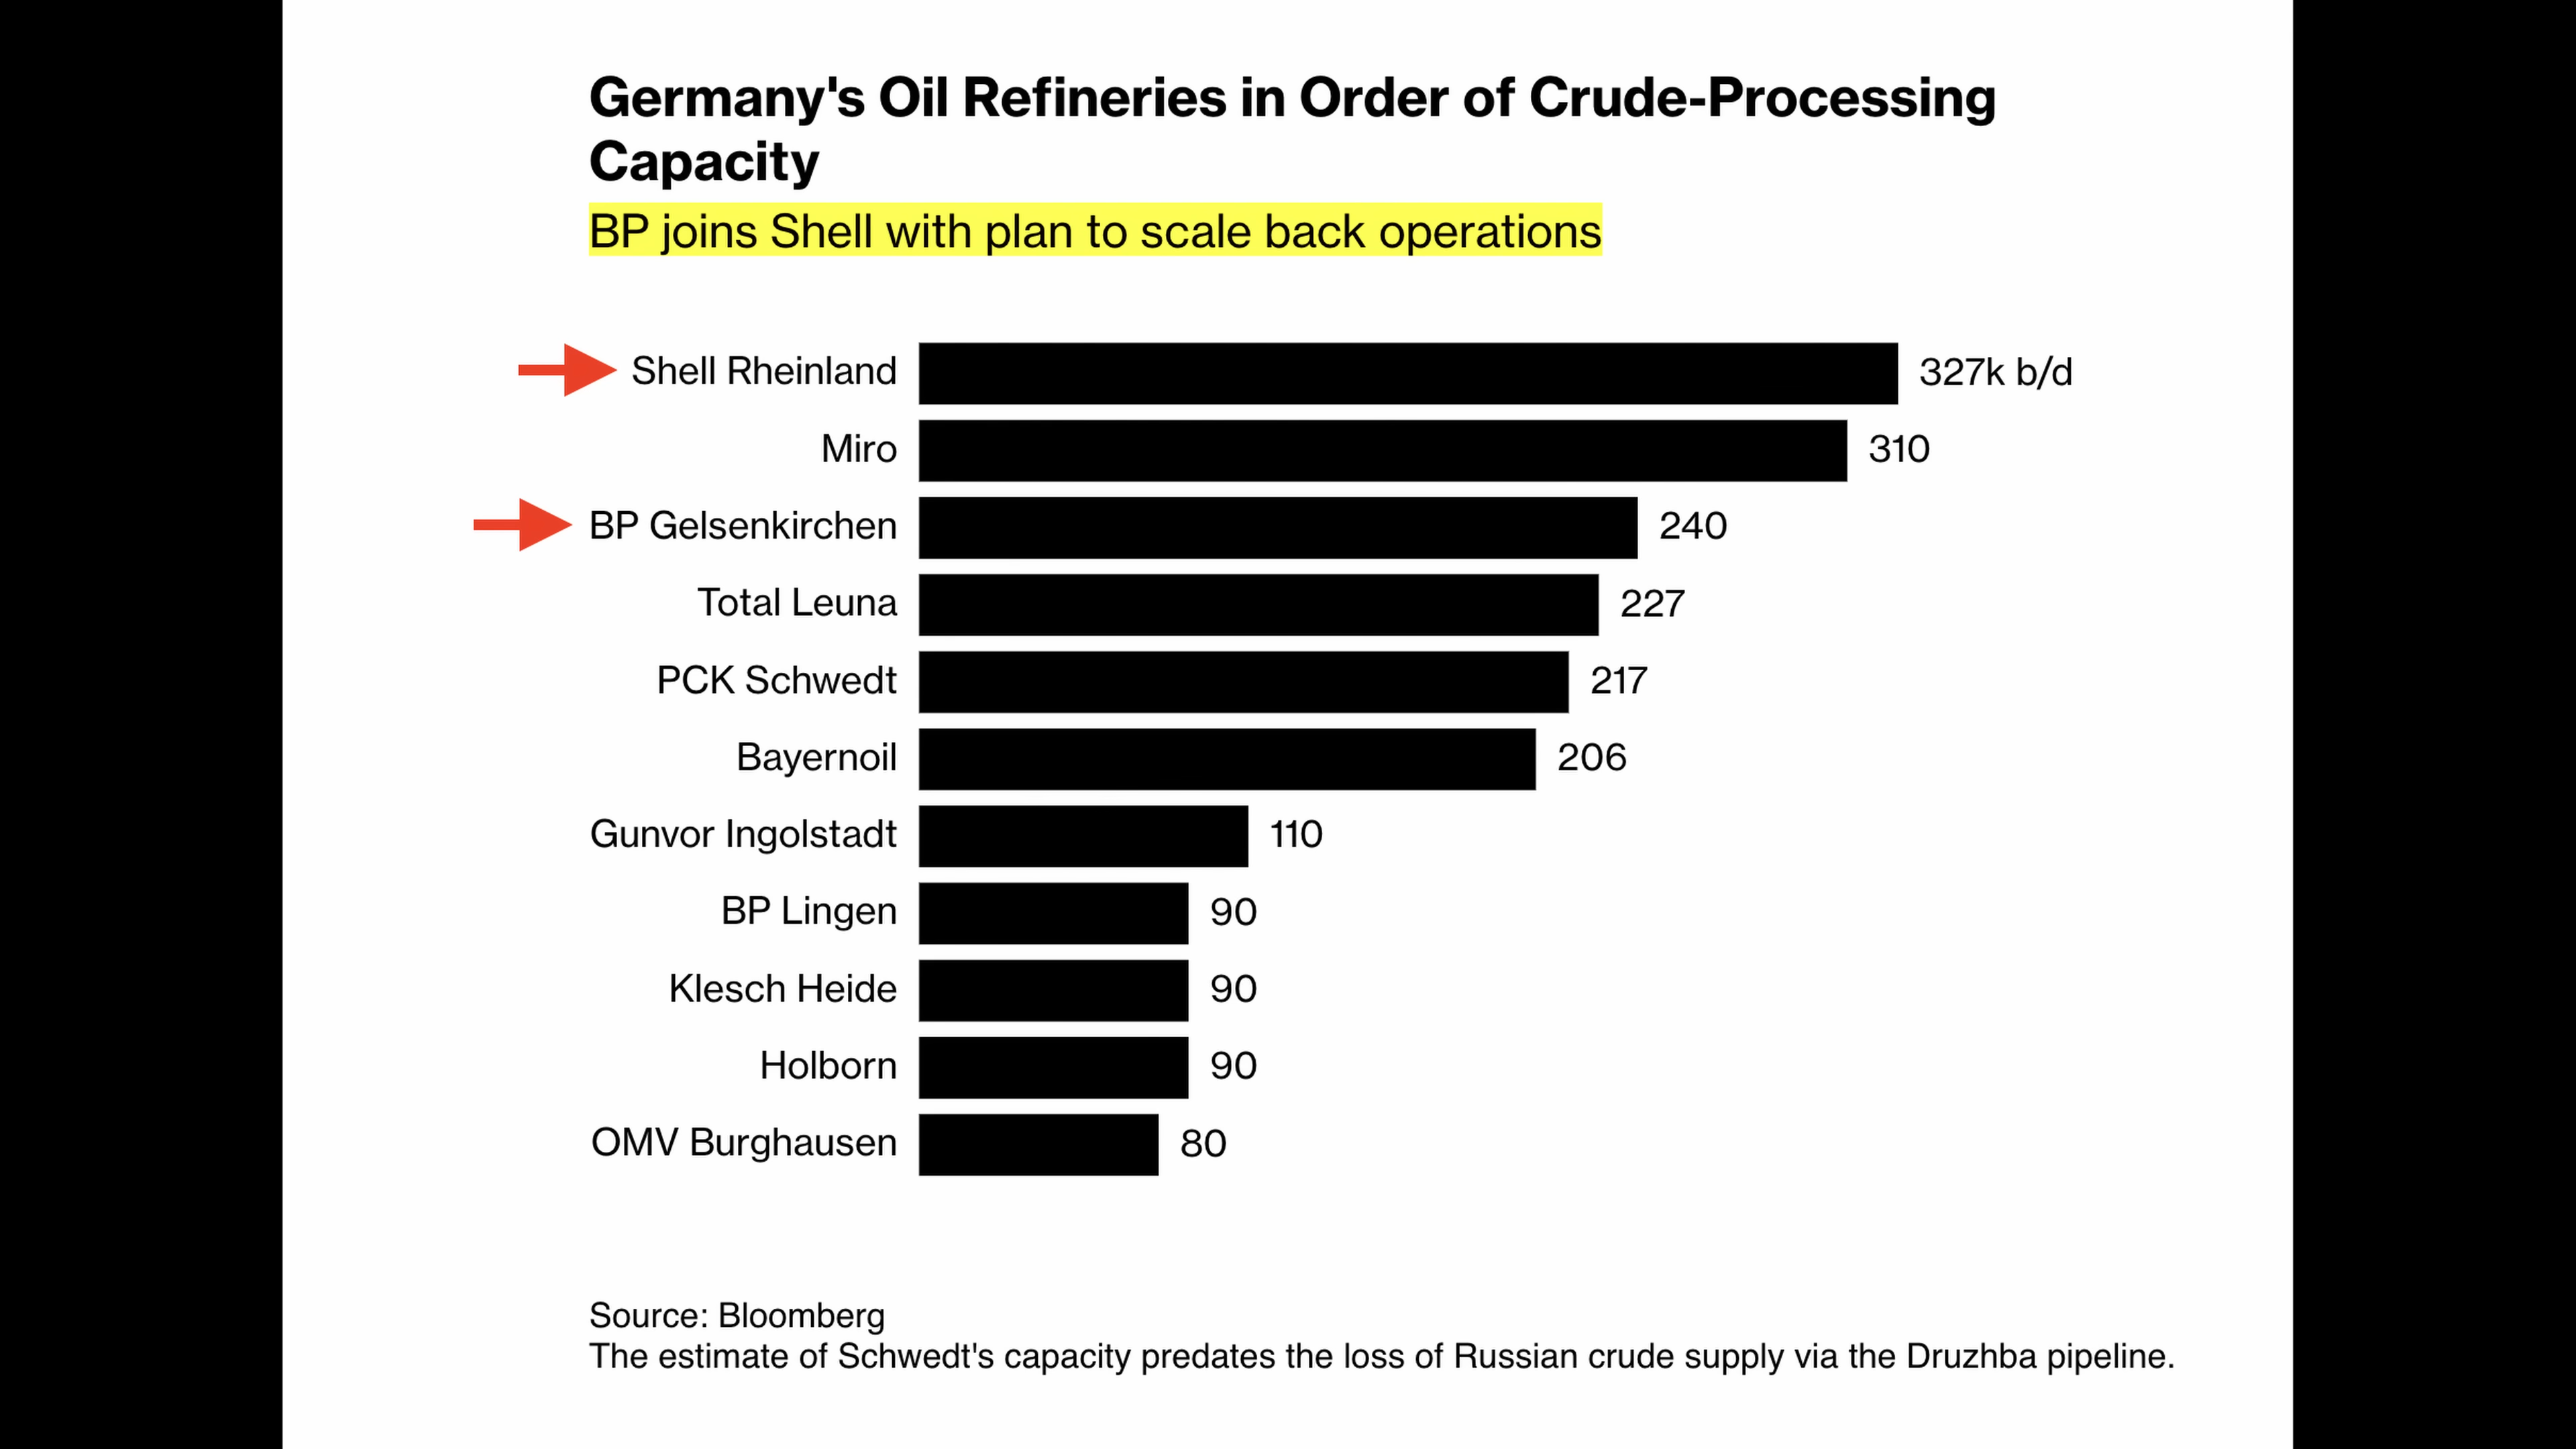 Germany's Oil Refineries in Order of Crude-Processing
Capacity
BP joins Shell with plan to scale back operations
Shell Rheinland 327k b/d
Miro 310
BP Gelsenkirchen 240
Total Leuna 227
PCK Schwedt 217
Bayernoil 206
Gunvor Ingolstadt 110
BP Lingen 90
Klesch Heide 90
Holborn 90
OMV Burghausen 80
Source: Bloomberg
The estimate of Schwedt's capacity predates the loss of Russian crude supply via the Druzhba pipeline.